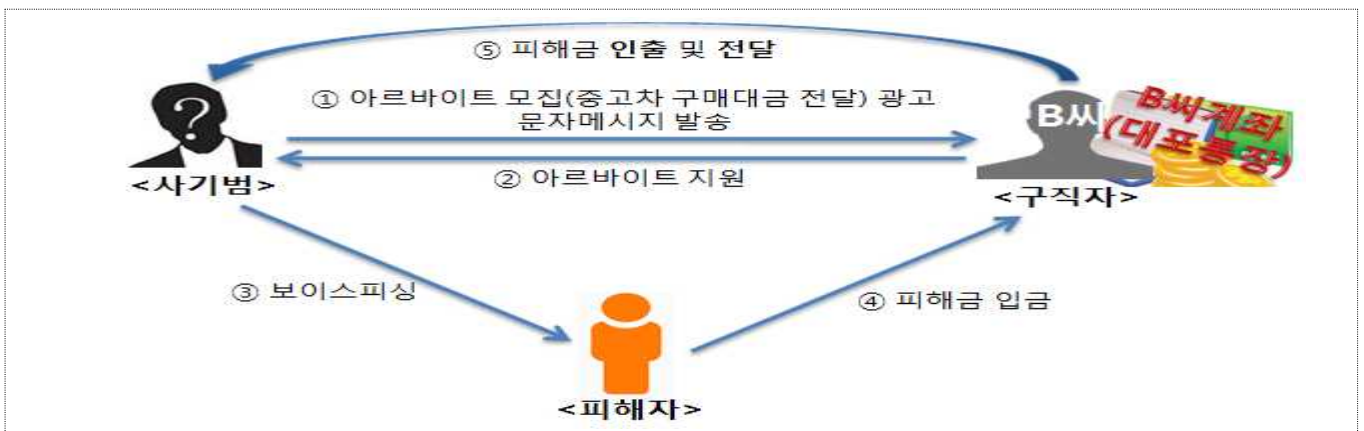 ⑤ 피해금 인출 및 전달
① 아르바이트 모집(중고차 구매대금 전달) 광고
문자메시지 발송
② 아르바이트 지원
?
<사기범>
B씨
B씨계좌
(대포통장)
<구직자>
③ 보이스피싱
④ 피해금 입금
<피해자>